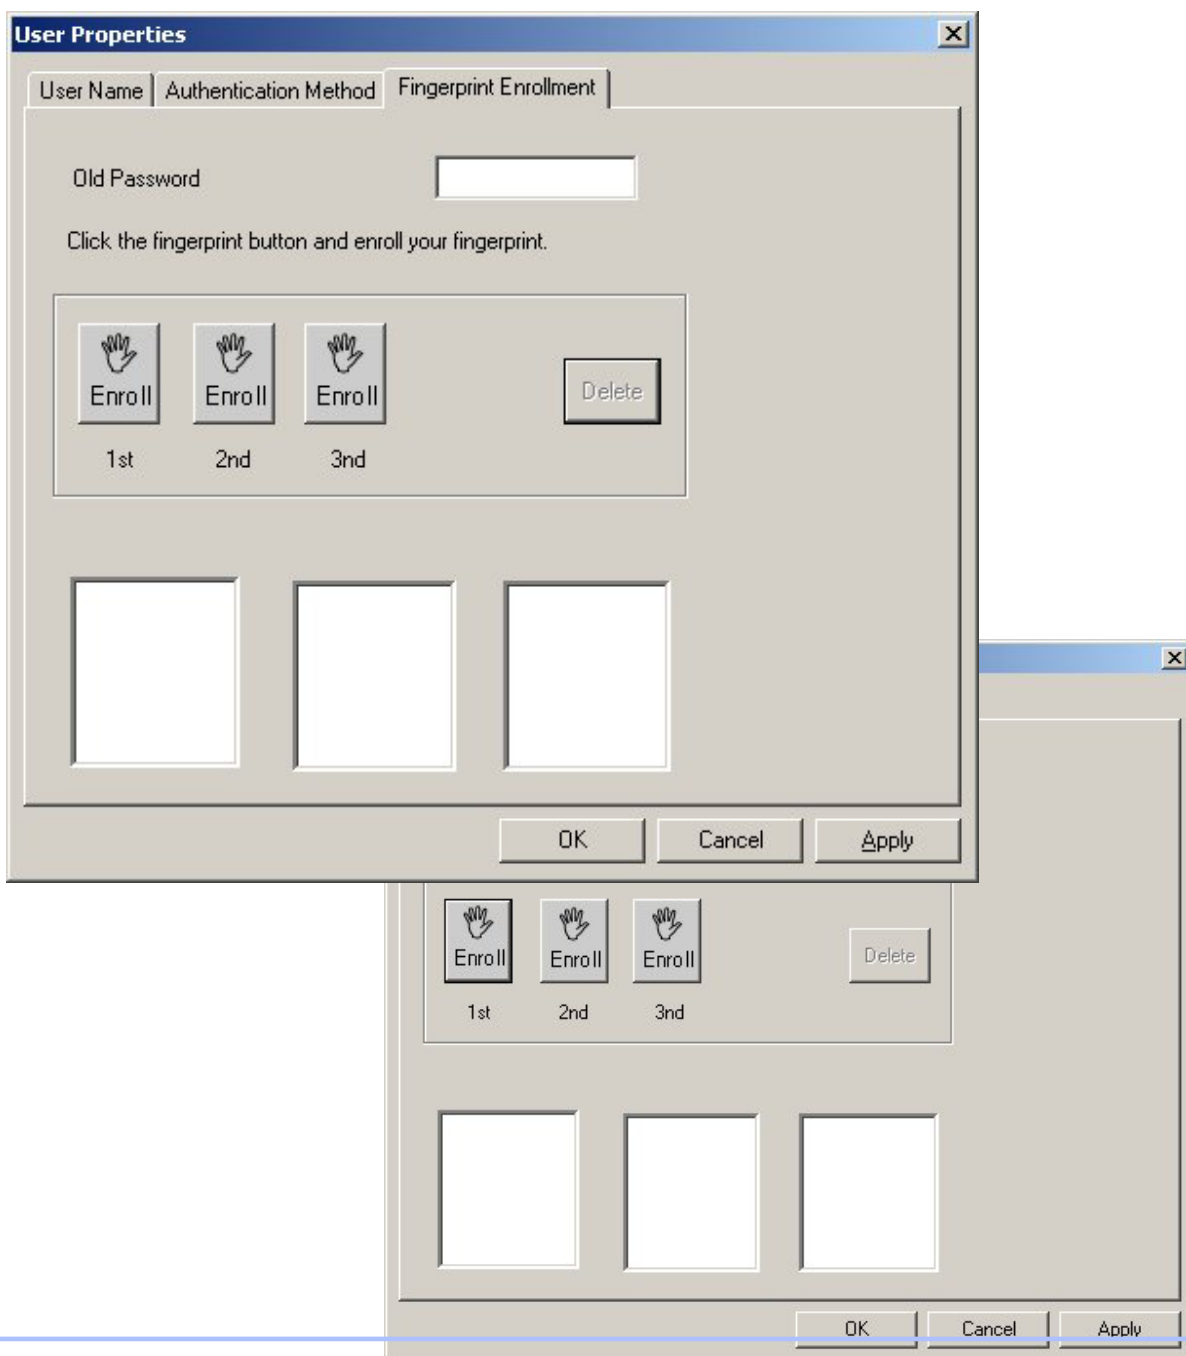 User Properties
User Name Authentication Method Fingerprint Enrollment
Old Password
Click the fingerprint button and enroll your fingerprint.
Enroll Enroll Enroll Delete
1st 2nd 3nd
OK Cancel Apply
Enroll Enroll Enroll Delete
1st 2nd 3nd
OK Cancel Apply